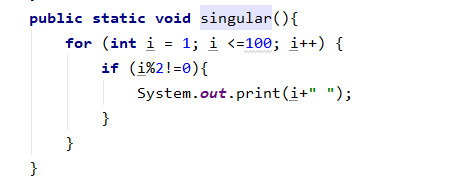 public static void singular(){
    for (int i = 1; i <=100; i++) {
        if (i%2!=0){
            System.out.print(i+" ");
        }
    }
}